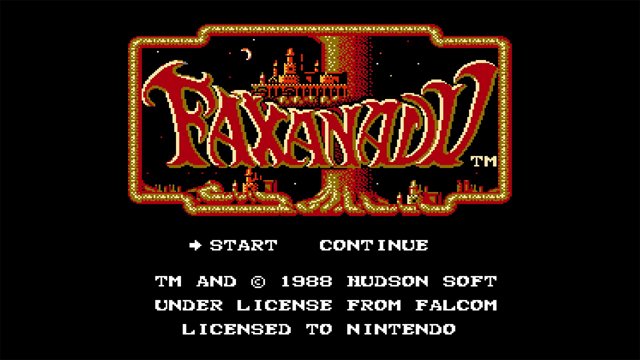 FAXANADU TM
→ START CONTINUE
TM AND © 1988 HUDSON SOFT
UNDER LICENSE FROM FALCOM
LICENSED TO NINTENDO